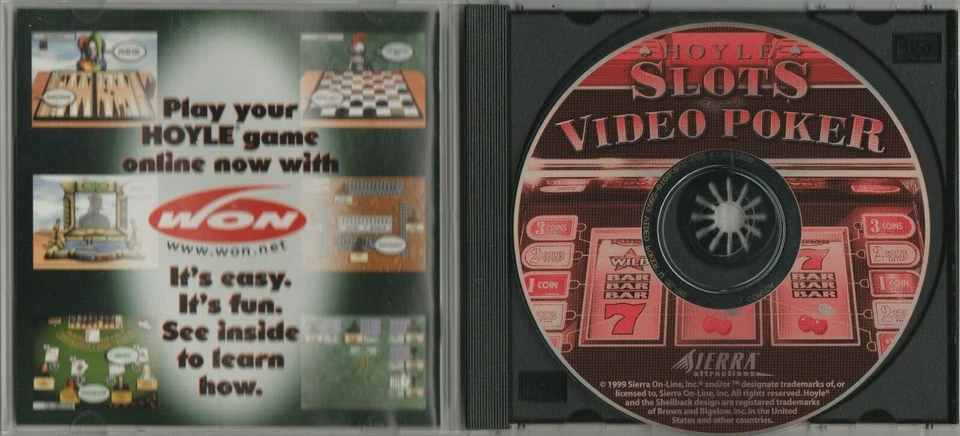 Play your
HOYLE® game
online now with
WON
www.won.net
It's easy.
It's fun.
See inside
to learn
how.
HOYLE®
SLOTS
VIDEO POKER
3 COINS
3 COINS
2 COINS
2 COINS
1 COIN
1 COIN
WILD
BAR
BAR
BAR
7
7
BAR
BAR
BAR
SIERRA
attractions
© 1999 Sierra On-Line, Inc. ® and/or ™ designate trademarks of, or
licensed to, Sierra On-Line, Inc. All rights reserved. Hoyle®
and the Shellback design are registered trademarks
of Brown and Bigelow, Inc. in the United
States and other countries.